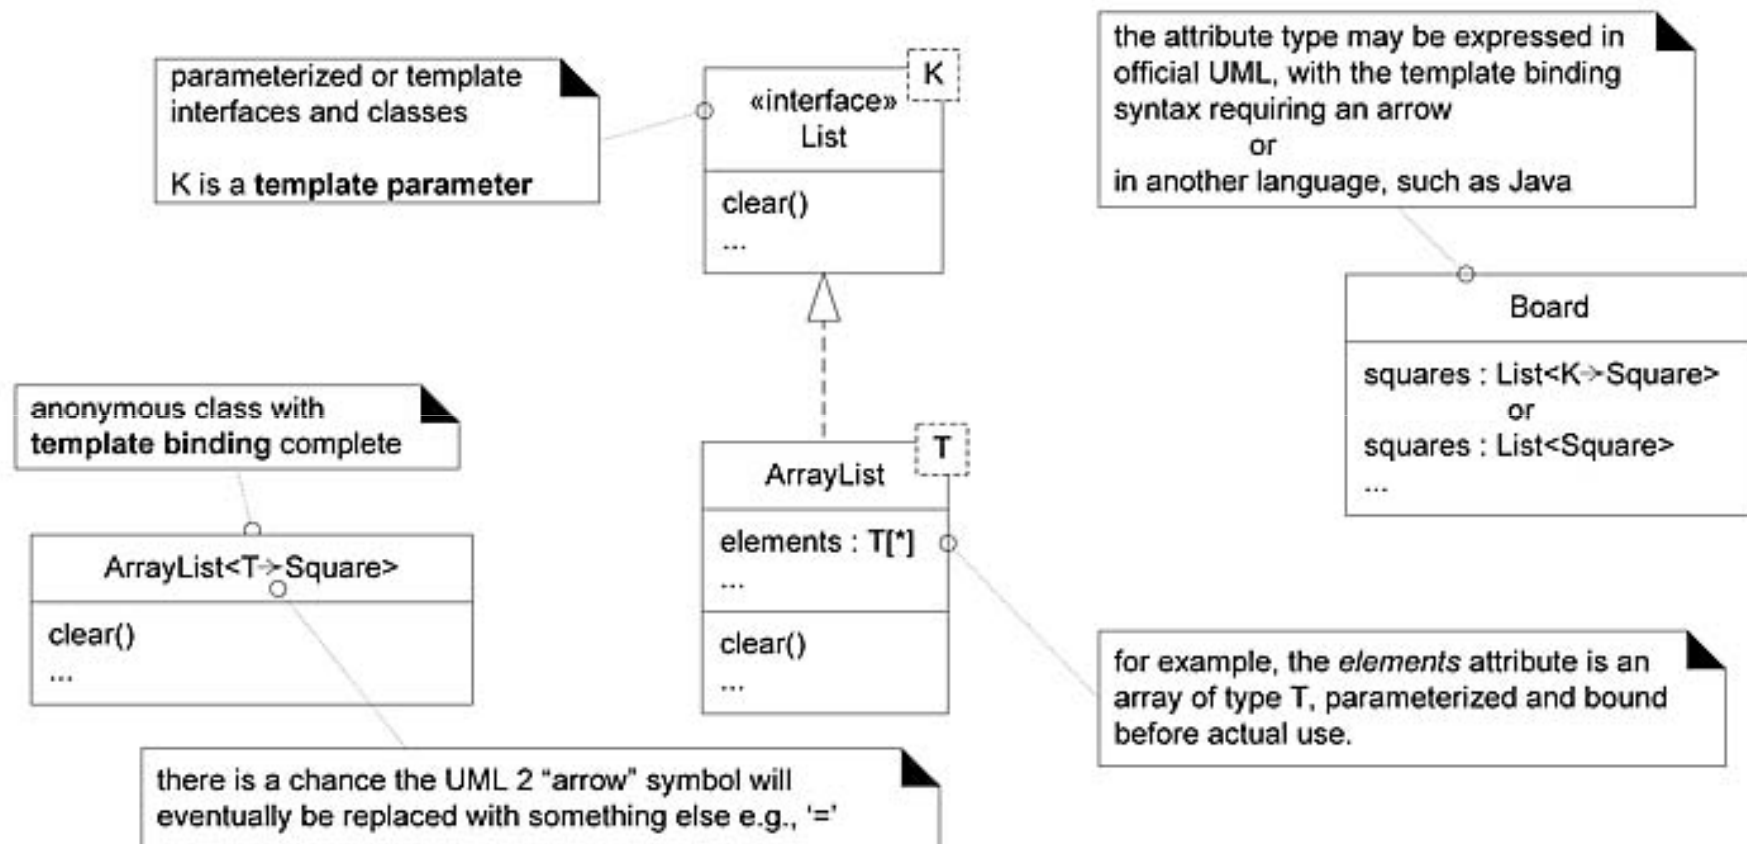 parameterized or template
interfaces and classes
K is a template parameter
K
«interface»
List
clear()
...
the attribute type may be expressed in
official UML, with the template binding
syntax requiring an arrow
or
in another language, such as Java
Board
squares : List<K→Square>
or
squares : List<Square>
...
anonymous class with
template binding complete
ArrayList<T→Square>
clear()
...
T
ArrayList
elements : T[*]
...
clear()
...
for example, the elements attribute is an
array of type T, parameterized and bound
before actual use.
there is a chance the UML 2 “arrow” symbol will
eventually be replaced with something else e.g., ‘=’